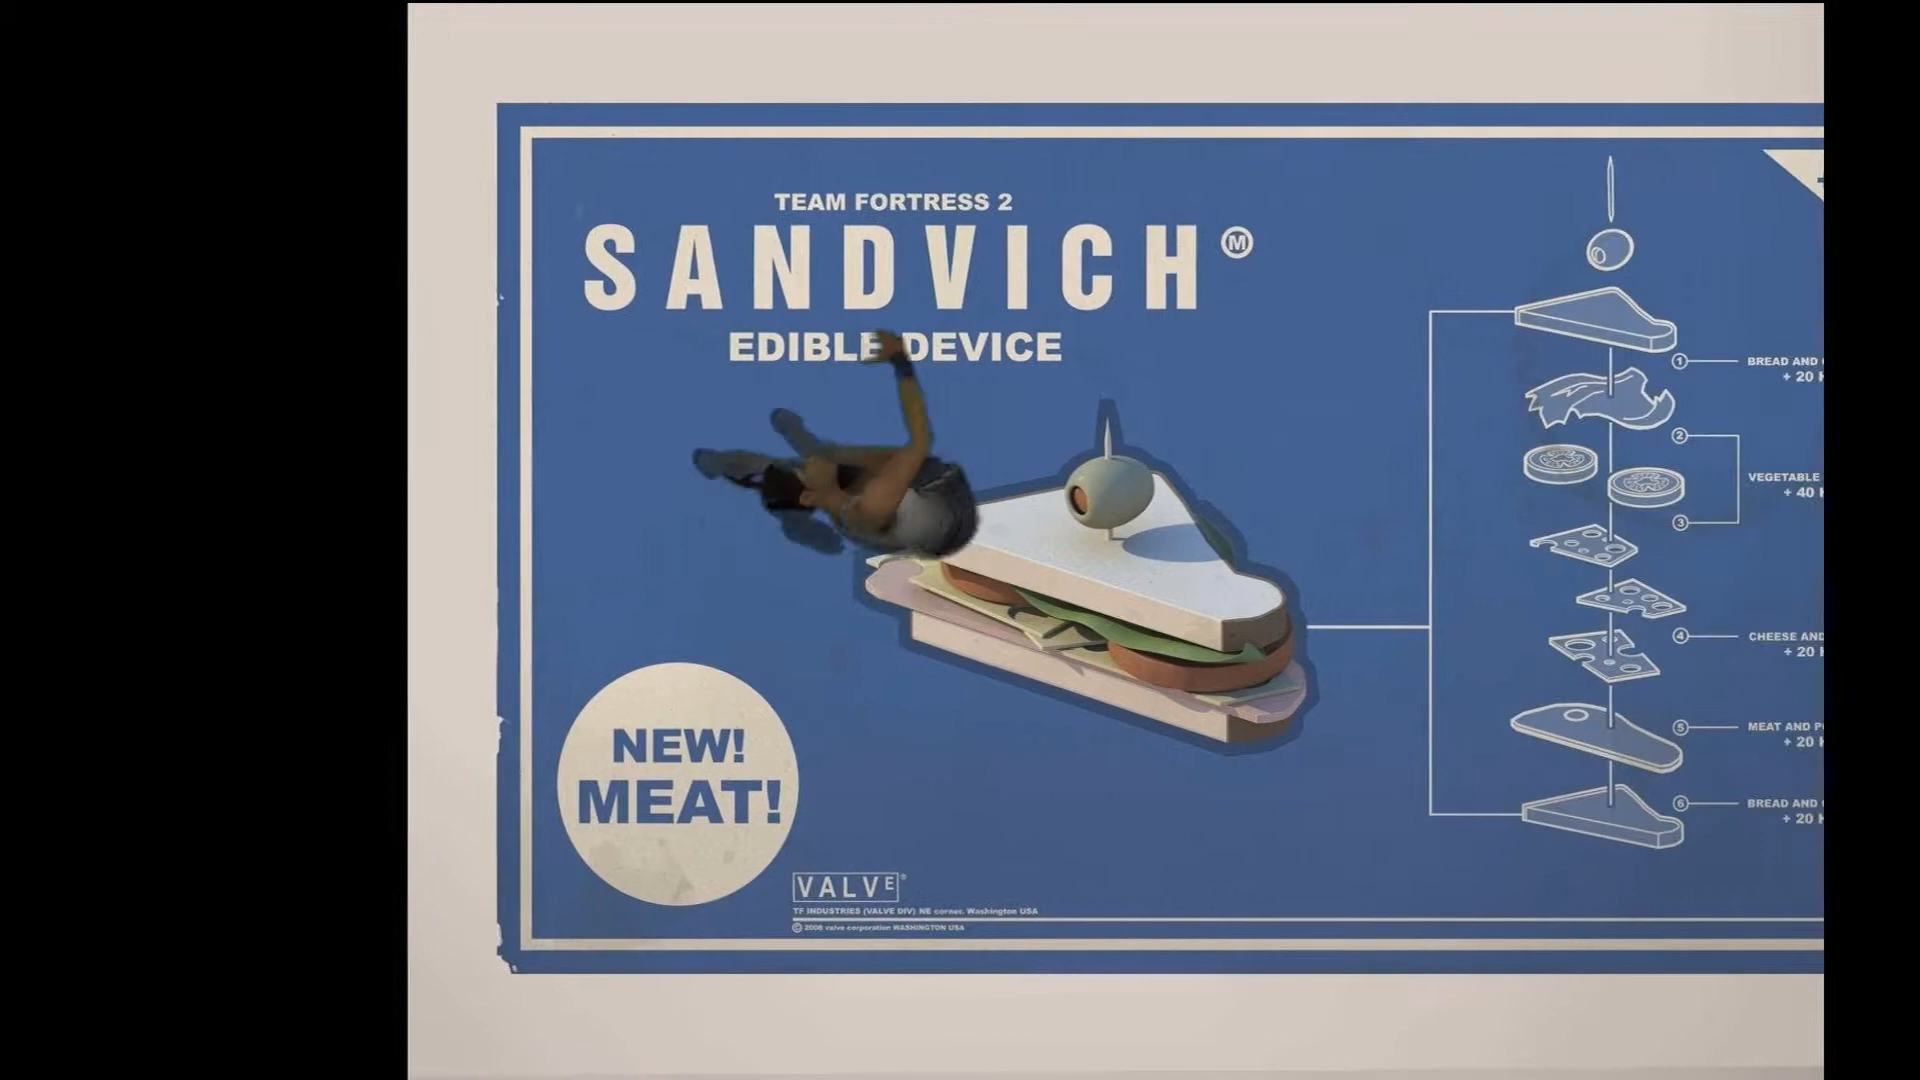 TEAM FORTRESS 2
SANDVICH Ⓜ
EDIBLE DEVICE
NEW!
MEAT!
1
BREAD AND
+ 20
2
VEGETABLE
+ 40
3
4
CHEESE AND
+ 20
5
MEAT AND
+ 20
6
BREAD AND
+ 20
VALVE®
TF INDUSTRIES (VALVE DIV) NE corner. Washington USA
© 2008 valve corporation WASHINGTON USA